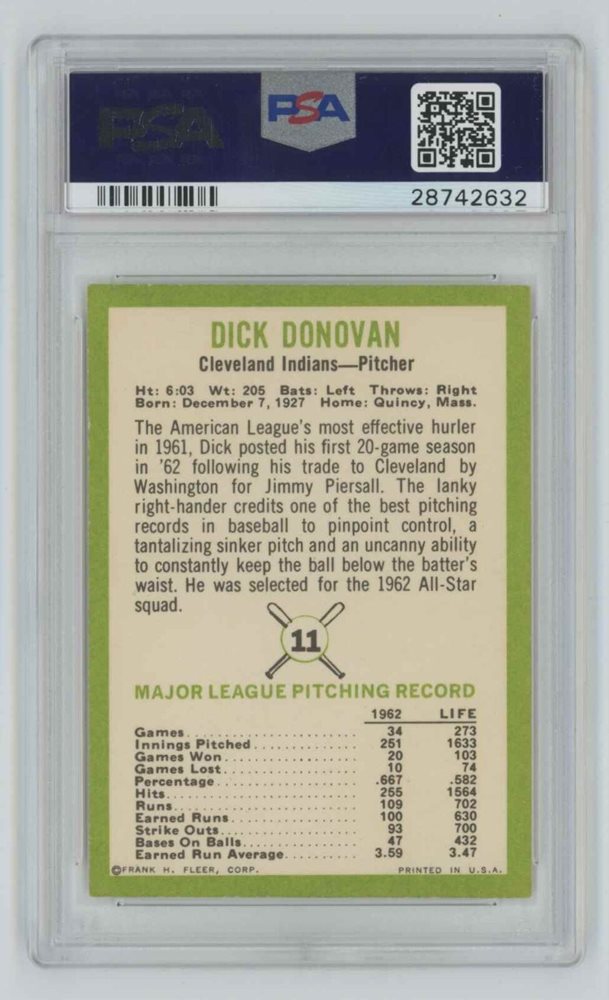 PSA
PSA
28742632
DICK DONOVAN
Cleveland Indians—Pitcher
Ht: 6:03 Wt: 205 Bats: Left Throws: Right
Born: December 7, 1927 Home: Quincy, Mass.
The American League's most effective hurler
in 1961, Dick posted his first 20-game season
in '62 following his trade to Cleveland by
Washington for Jimmy Piersall. The lanky
right-hander credits one of the best pitching
records in baseball to pinpoint control, a
tantalizing sinker pitch and an uncanny ability
to constantly keep the ball below the batter's
waist. He was selected for the 1962 All-Star
squad.
11
MAJOR LEAGUE PITCHING RECORD
1962 LIFE
Games 34 273
Innings Pitched 251 1633
Games Won 20 103
Games Lost 10 74
Percentage .667 .582
Hits 255 1564
Runs 109 702
Earned Runs 100 630
Strike Outs 93 700
Bases On Balls 47 432
Earned Run Average 3.59 3.47
©FRANK H. FLEER, CORP. PRINTED IN U.S.A.